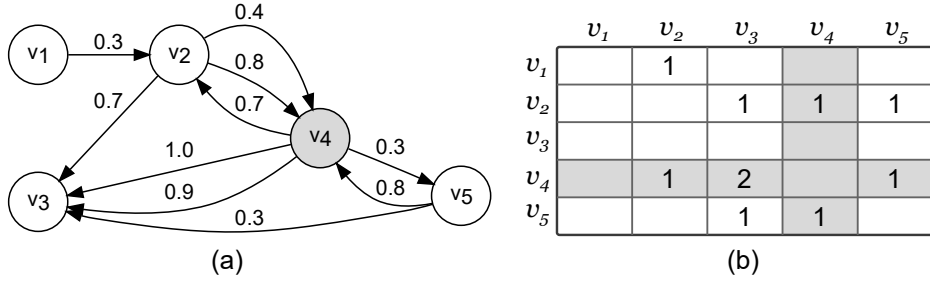 0.4
v1 0.3 v2 0.8
0.7 0.7
v4 0.3
1.0
v3 0.9 0.8 v5
0.3
(a)
v1 v2 v3 v4 v5
v1 1
v2 1 1 1
v3
v4 1 2 1
v5 1 1
(b)